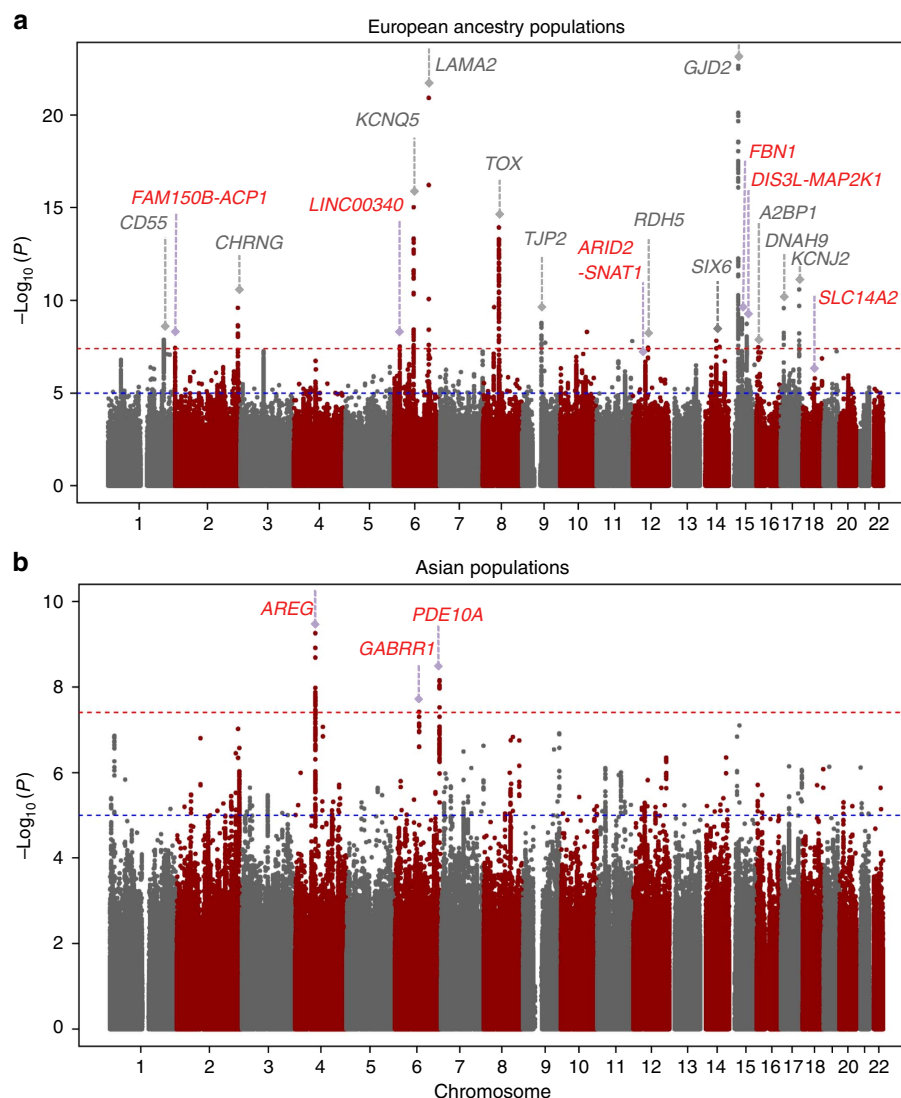 a
European ancestry populations
LAMA2
GJD2
KCNQ5
TOX
FBN1
FAM150B-ACP1
LINC00340
DIS3L-MAP2K1
CD55
CHRNG
TJP2
ARID2
-SNAT1
RDH5
A2BP1
SIX6
DNAH9
KCNJ2
SLC14A2
−Log10 (P)
20
15
10
5
0
1 2 3 4 5 6 7 8 9 10 11 12 13 14 15 16 17 18 20 22
b
Asian populations
AREG
PDE10A
GABRR1
−Log10 (P)
10
8
6
4
2
0
1 2 3 4 5 6 7 8 9 10 11 12 13 14 15 16 17 18 20 22
Chromosome